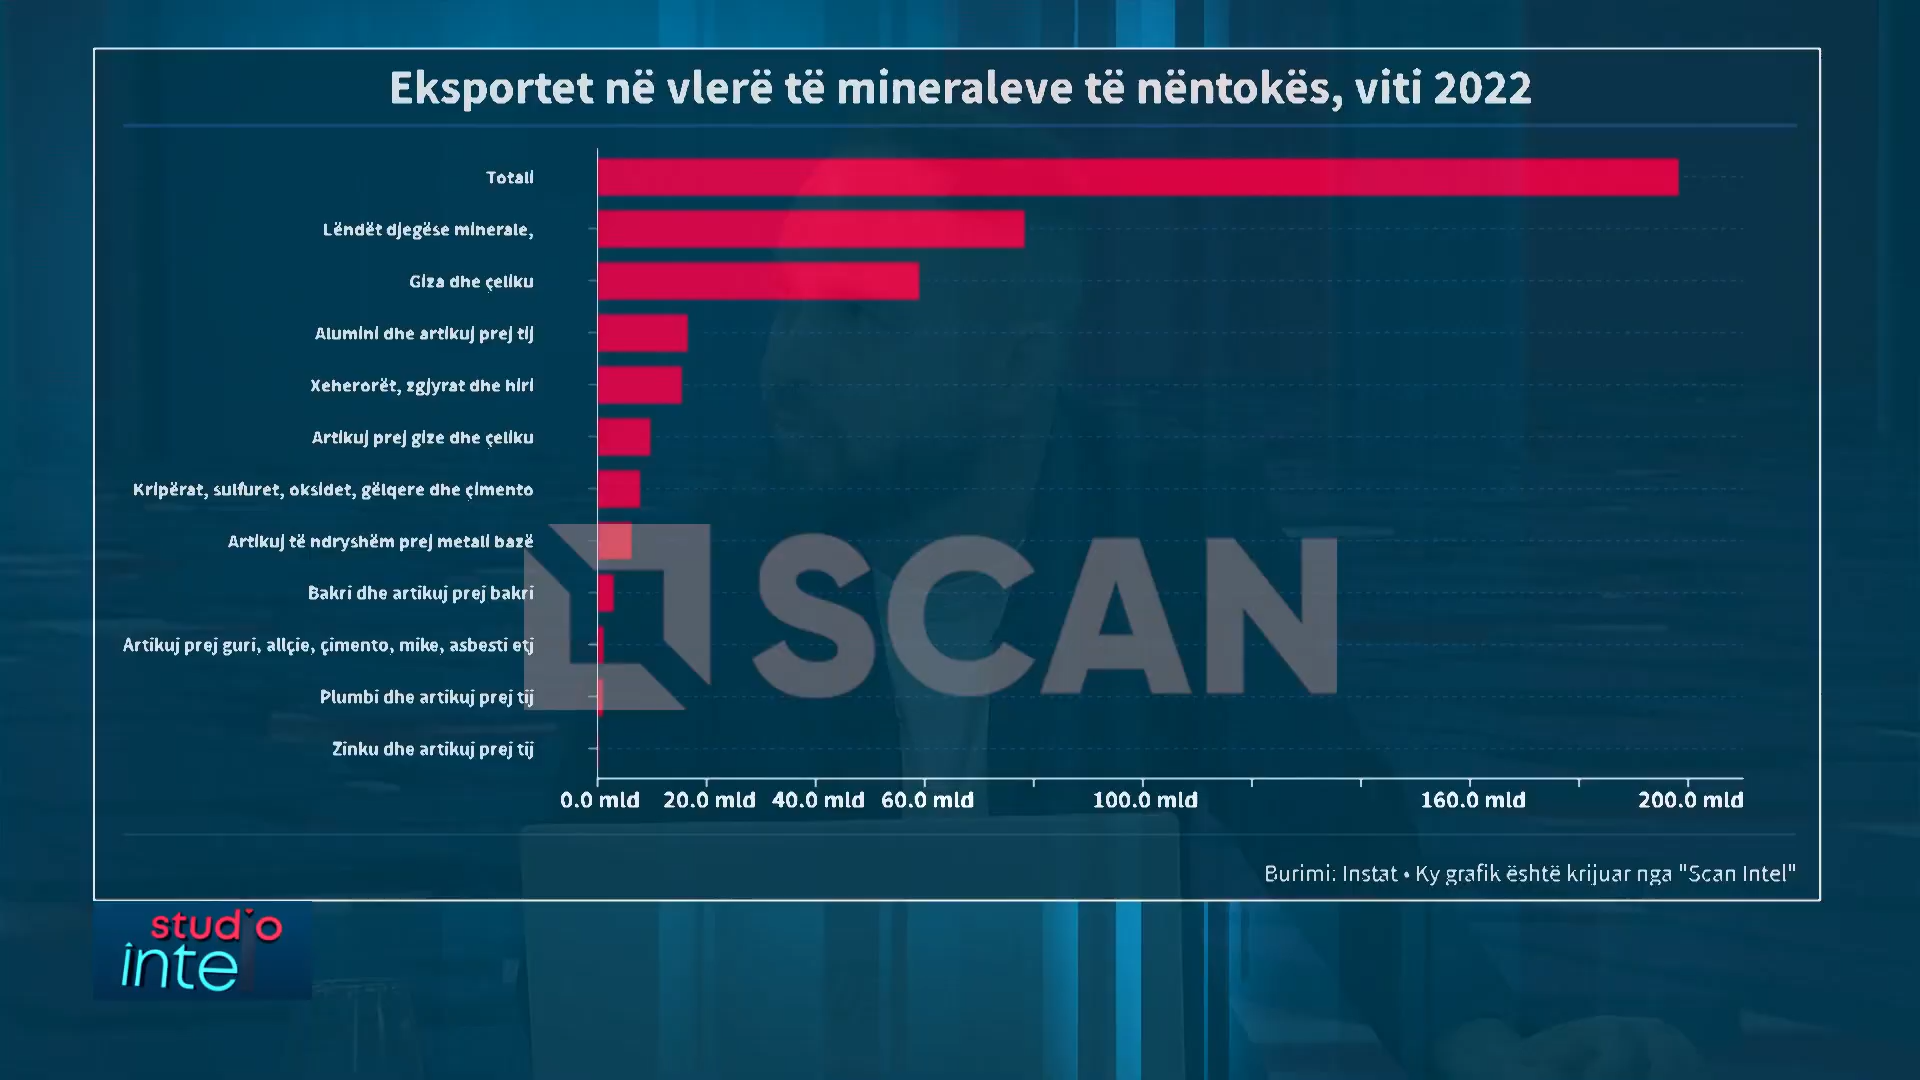 Eksportet në vlerë të mineraleve të nëntokës, viti 2022
Totali
Lëndët djegëse minerale,
Giza dhe çeliku
Alumini dhe artikuj prej tij
Xeherorët, zgjyrat dhe hiri
Artikuj prej gize dhe çeliku
Kripërat, sulfuret, oksidet, gëlqere dhe çimento
Artikuj të ndryshëm prej metali bazë
Bakri dhe artikuj prej bakri
Artikuj prej guri, allçie, çimento, mike, asbesti etj
Plumbi dhe artikuj prej tij
Zinku dhe artikuj prej tij
SCAN
0.0 mld 20.0 mld 40.0 mld 60.0 mld 100.0 mld 160.0 mld 200.0 mld
Burimi: Instat • Ky grafik është krijuar nga "Scan Intel"
studio
intel